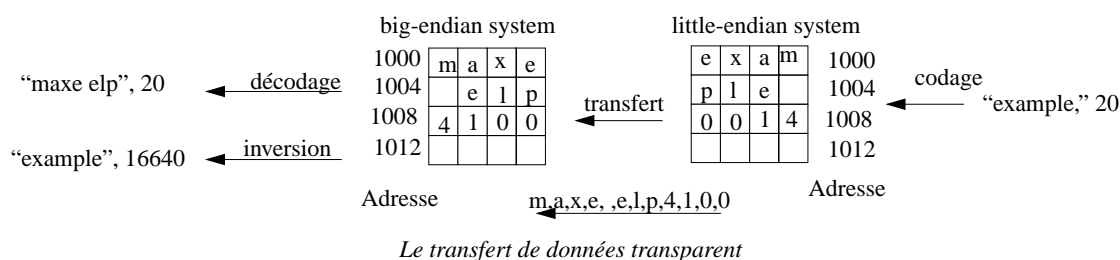 big-endian system
little-endian system
1000 m a x e
1004 e l p
1008 4 1 0 0
1012
Adresse
“maxe elp”, 20
décodage
“example”, 16640
inversion
transfert
e x a m 1000
p l e 1004
0 0 1 4 1008
1012
Adresse
codage
“example,” 20
m,a,x,e, ,e,l,p,4,1,0,0
Le transfert de données transparent